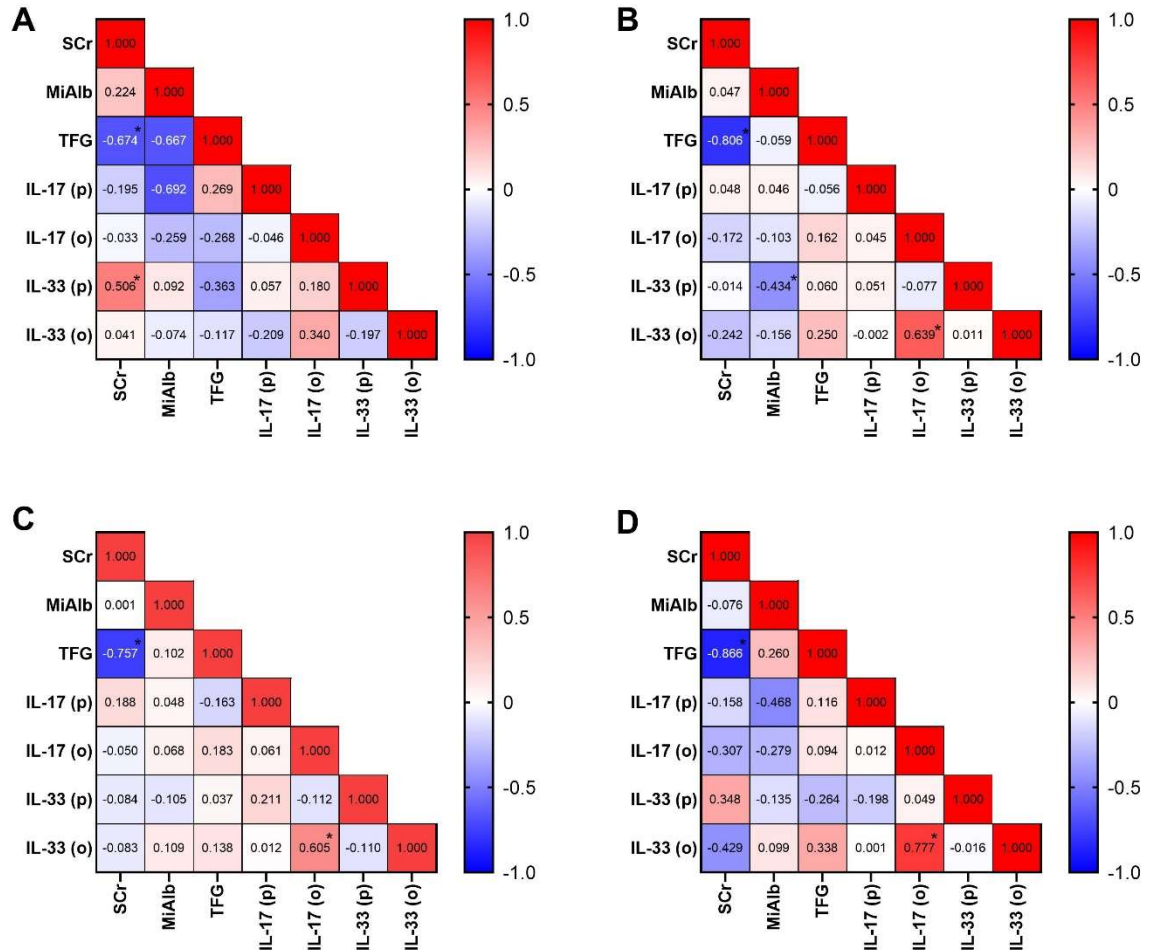 A
SCr 1.000
MiAlb 0.224 1.000
TFG -0.674* -0.667 1.000
IL-17 (p) -0.195 -0.692 0.269 1.000
IL-17 (o) -0.033 -0.259 -0.268 -0.046 1.000
IL-33 (p) 0.506* 0.092 -0.363 0.057 0.180 1.000
IL-33 (o) 0.041 -0.074 -0.117 -0.209 0.340 -0.197 1.000
SCr MiAlb TFG IL-17 (p) IL-17 (o) IL-33 (p) IL-33 (o)
1.0
0.5
0
-0.5
-1.0
B
SCr 1.000
MiAlb 0.047 1.000
TFG -0.806* -0.059 1.000
IL-17 (p) 0.048 0.046 -0.056 1.000
IL-17 (o) -0.172 -0.103 0.162 0.045 1.000
IL-33 (p) -0.014 -0.434* 0.060 0.051 -0.077 1.000
IL-33 (o) -0.242 -0.156 0.250 -0.002 0.639* 0.011 1.000
SCr MiAlb TFG IL-17 (p) IL-17 (o) IL-33 (p) IL-33 (o)
1.0
0.5
0
-0.5
-1.0
C
SCr 1.000
MiAlb 0.001 1.000
TFG -0.757* 0.102 1.000
IL-17 (p) 0.188 0.048 -0.163 1.000
IL-17 (o) -0.050 0.068 0.183 0.061 1.000
IL-33 (p) -0.084 -0.105 0.037 0.211 -0.112 1.000
IL-33 (o) -0.083 0.109 0.138 0.012 0.605* -0.110 1.000
SCr MiAlb TFG IL-17 (p) IL-17 (o) IL-33 (p) IL-33 (o)
1.0
0.5
0
-0.5
-1.0
D
SCr 1.000
MiAlb -0.076 1.000
TFG -0.866* 0.260 1.000
IL-17 (p) -0.158 -0.468 0.116 1.000
IL-17 (o) -0.307 -0.279 0.094 0.012 1.000
IL-33 (p) 0.348 -0.135 -0.264 -0.198 0.049 1.000
IL-33 (o) -0.429 0.099 0.338 0.001 0.777* -0.016 1.000
SCr MiAlb TFG IL-17 (p) IL-17 (o) IL-33 (p) IL-33 (o)
1.0
0.5
0
-0.5
-1.0